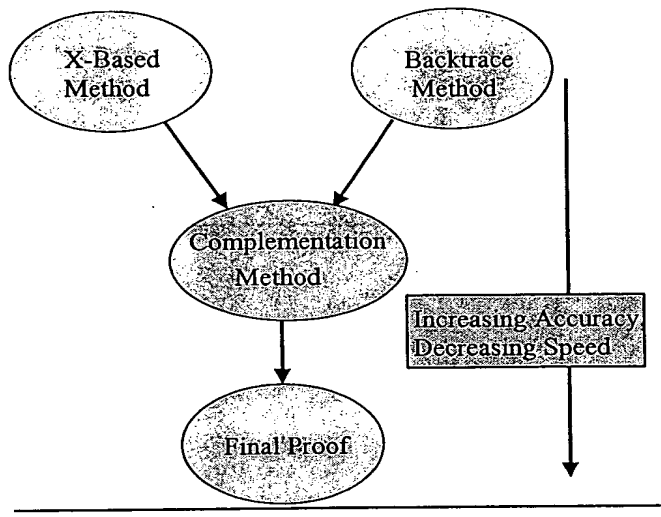 X-Based
Method
Backtrace
Method
Complementation
Method
Increasing Accuracy
Decreasing Speed
Final Proof